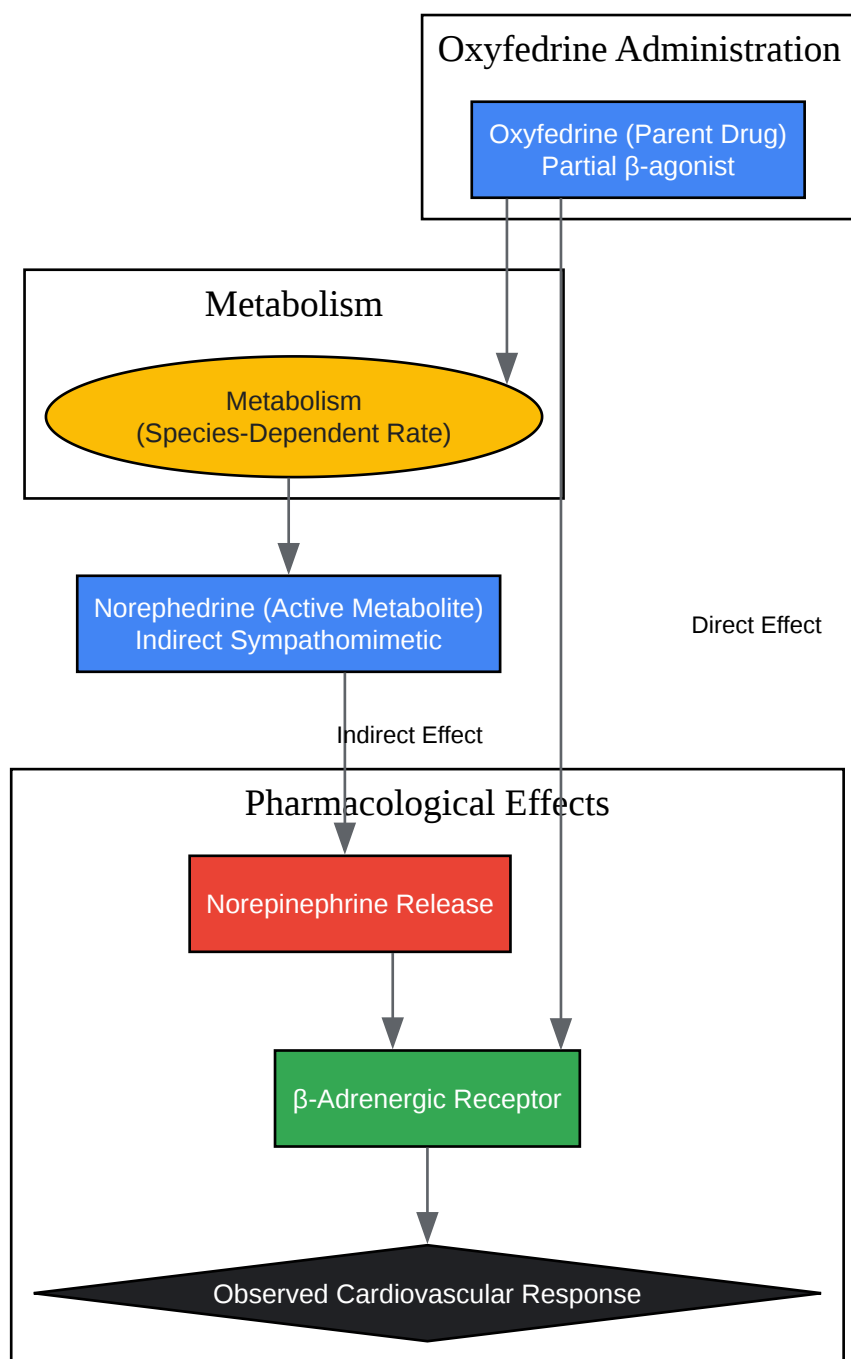 Oxyfedrine Administration
Oxyfedrine (Parent Drug)
Partial β-agonist
Metabolism
Metabolism
(Species-Dependent Rate)
Norephedrine (Active Metabolite)
Indirect Sympathomimetic
Direct Effect
Indirect Effect
Pharmacological Effects
Norepinephrine Release
β-Adrenergic Receptor
Observed Cardiovascular Response